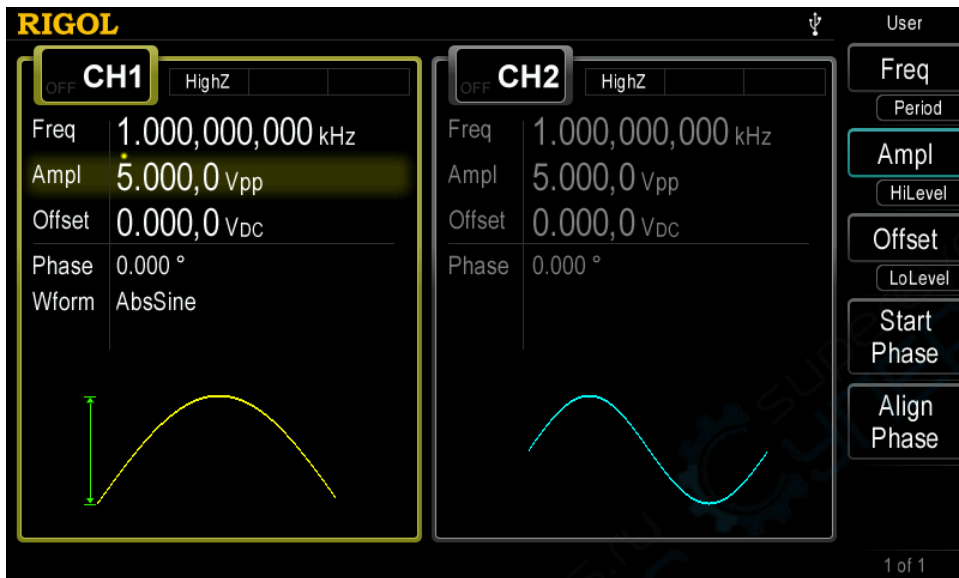 RIGOL
User
OFF CH1 HighZ
Freq 1.000,000,000 kHz
Ampl 5.000,0 Vpp
Offset 0.000,0 VDC
Phase 0.000 °
Wform AbsSine
OFF CH2 HighZ
Freq 1.000,000,000 kHz
Ampl 5.000,0 Vpp
Offset 0.000,0 VDC
Phase 0.000 °
Freq
Period
Ampl
HiLevel
Offset
LoLevel
Start
Phase
Align
Phase
1 of 1